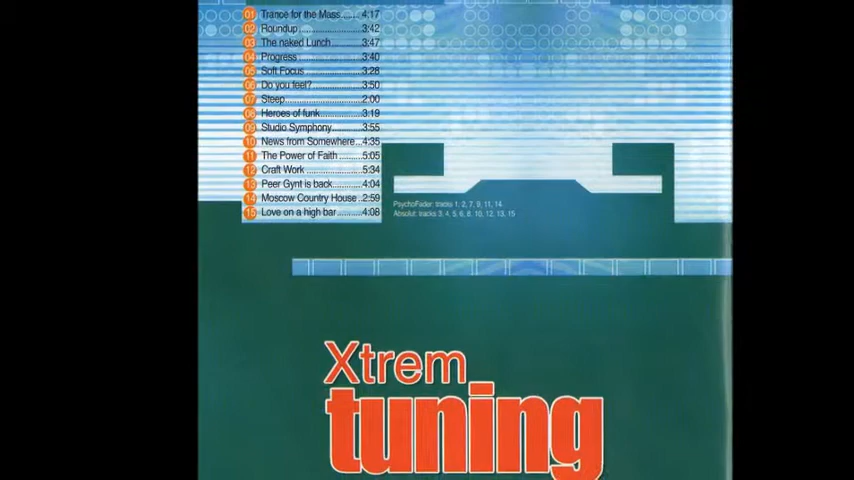 01 Trance for the Mass.......4:17
02 Roundup.....................3:42
03 The naked Lunch..........3:47
04 Progress......................3:40
05 Soft Focus...................3:28
06 Do you feel?................3:50
07 Steep..........................2:00
08 Heroes of funk..............3:19
09 Studio Symphony..........3:55
10 News from Somewhere...4:35
11 The Power of Faith........5:05
12 Craft Work...................5:34
13 Peer Gynt is back..........4:04
14 Moscow Country House..2:59
15 Love on a high bar.........4:08
PsychoFader: tracks 1, 2, 7, 9, 11, 14
Absolut: tracks 3, 4, 5, 6, 8, 10, 12, 13, 15
Xtrem
tuning